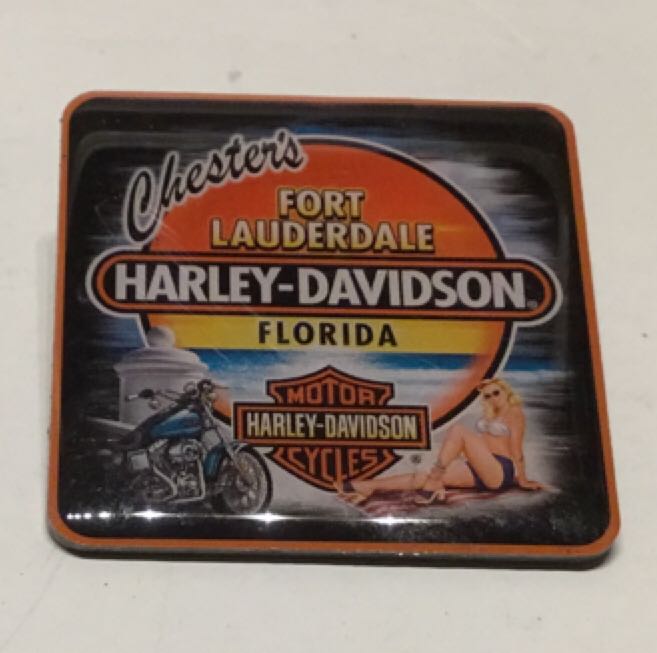 Chester's
FORT
LAUDERDALE
HARLEY-DAVIDSON®
FLORIDA
MOTOR
HARLEY-DAVIDSON
CYCLES®